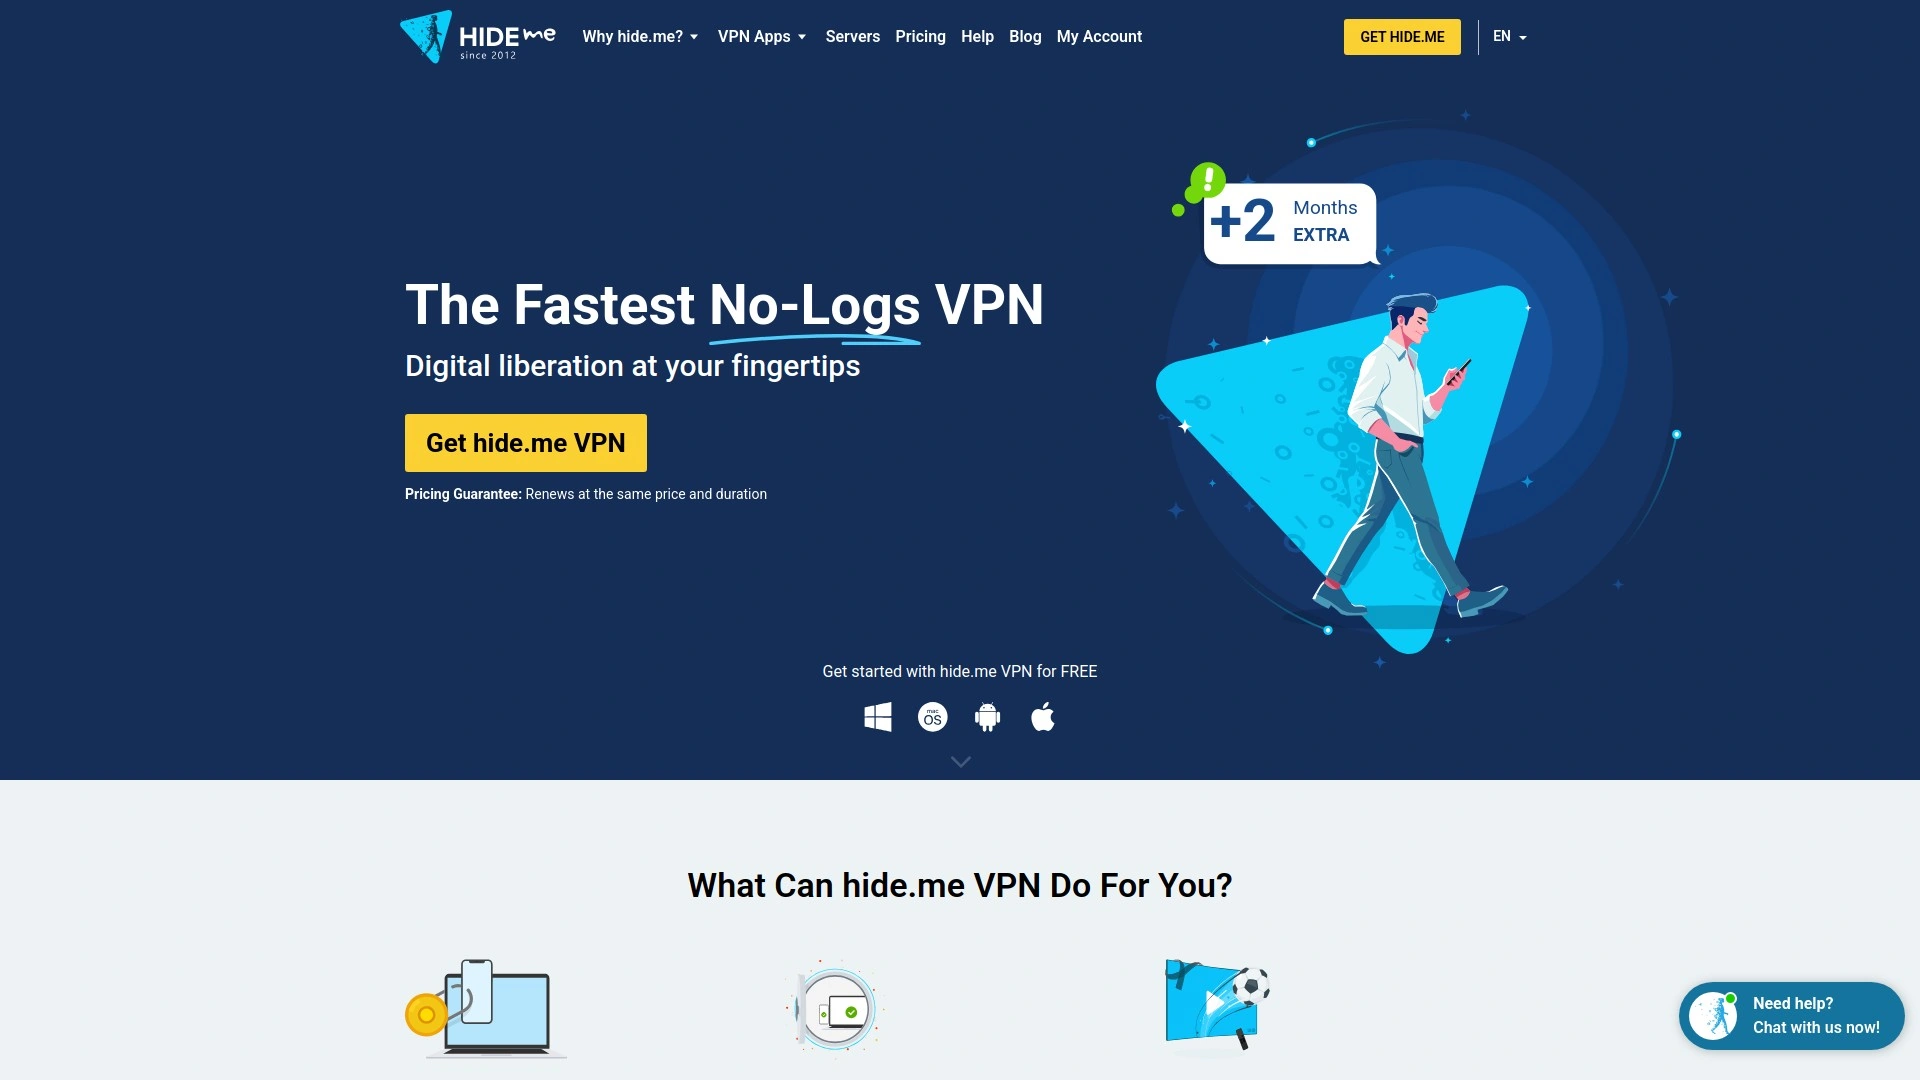 HIDE me
since 2012
Why hide.me?
VPN Apps
Servers
Pricing
Help
Blog
My Account
GET HIDE.ME
EN
+2 Months
EXTRA
The Fastest No-Logs VPN
Digital liberation at your fingertips
Get hide.me VPN
Pricing Guarantee: Renews at the same price and duration
Get started with hide.me VPN for FREE
mac
OS
What Can hide.me VPN Do For You?
Need help?
Chat with us now!